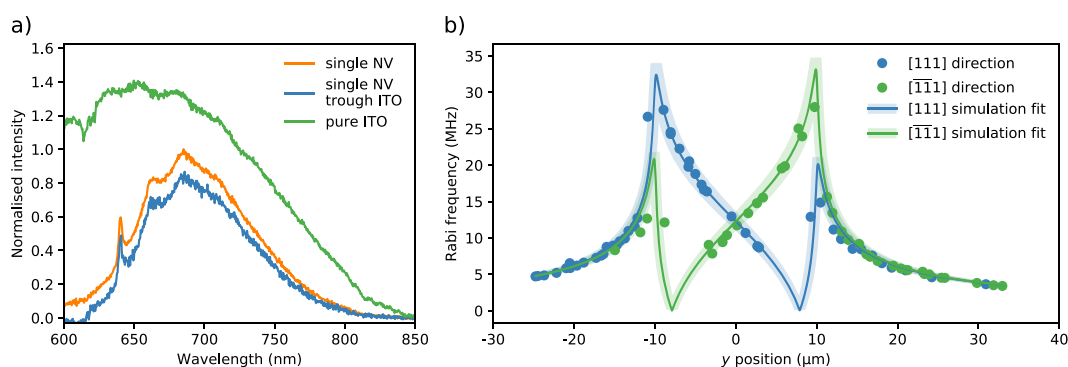 a)
1.6
1.4
1.2
1.0
0.8
0.6
0.4
0.2
0.0
Normalised intensity
600
650
700
750
800
850
Wavelength (nm)
single NV
single NV
trough ITO
pure ITO
b)
35
30
25
20
15
10
5
0
Rabi frequency (MHz)
-30
-20
-10
0
10
20
30
40
y position (μm)
[111] direction
[1̅1̅1] direction
[111] simulation fit
[1̅1̅1] simulation fit